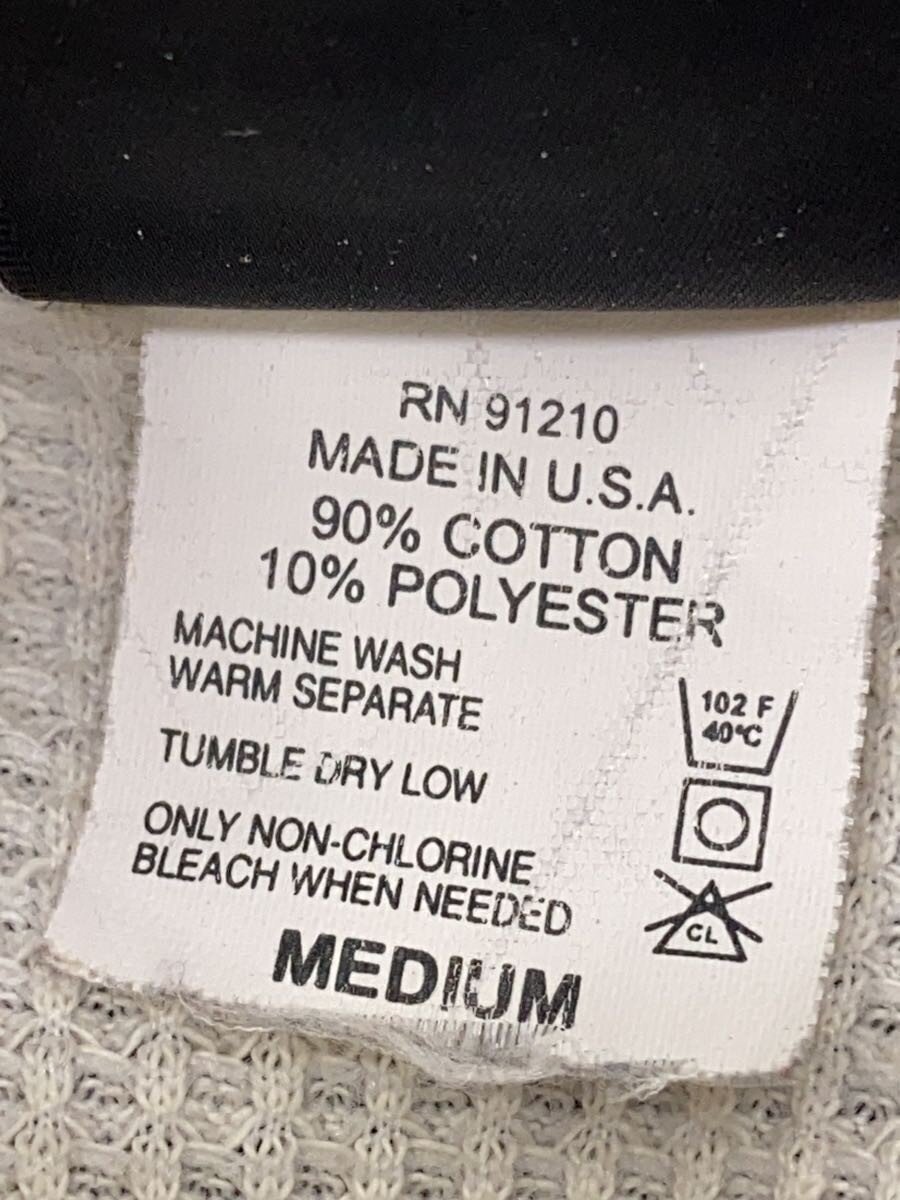 RN 91210
MADE IN U.S.A.
90% COTTON
10% POLYESTER
MACHINE WASH
WARM SEPARATE
102 F
40°C
TUMBLE DRY LOW
ONLY NON-CHLORINE
BLEACH WHEN NEEDED
CL
MEDIUM